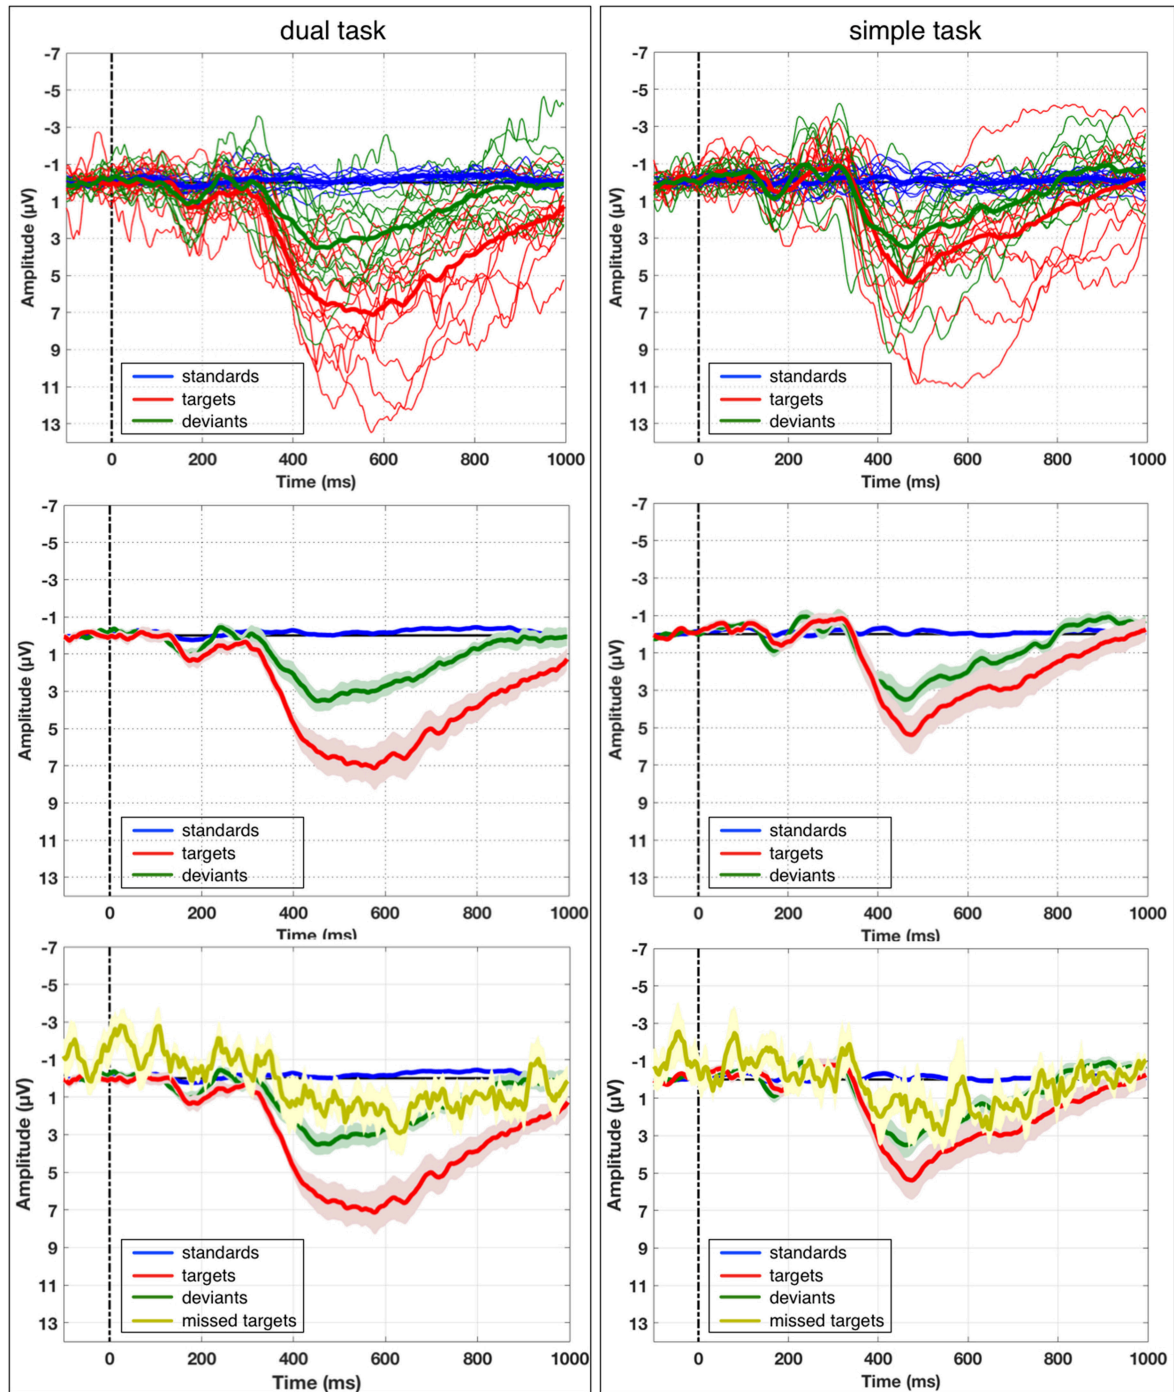 dual task
simple task
-7
-5
-3
-1
1
3
5
7
9
11
13
Amplitude (µV)
standards
targets
deviants
0 200 400 600 800 1000
Time (ms)
-7
-5
-3
-1
1
3
5
7
9
11
13
Amplitude (µV)
standards
targets
deviants
0 200 400 600 800 1000
Time (ms)
-7
-5
-3
-1
1
3
5
7
9
11
13
Amplitude (µV)
standards
targets
deviants
0 200 400 600 800 1000
Time (ms)
-7
-5
-3
-1
1
3
5
7
9
11
13
Amplitude (µV)
standards
targets
deviants
0 200 400 600 800 1000
Time (ms)
-7
-5
-3
-1
1
3
5
7
9
11
13
Amplitude (µV)
standards
targets
deviants
missed targets
0 200 400 600 800 1000
Time (ms)
-7
-5
-3
-1
1
3
5
7
9
11
13
Amplitude (µV)
standards
targets
deviants
missed targets
0 200 400 600 800 1000
Time (ms)